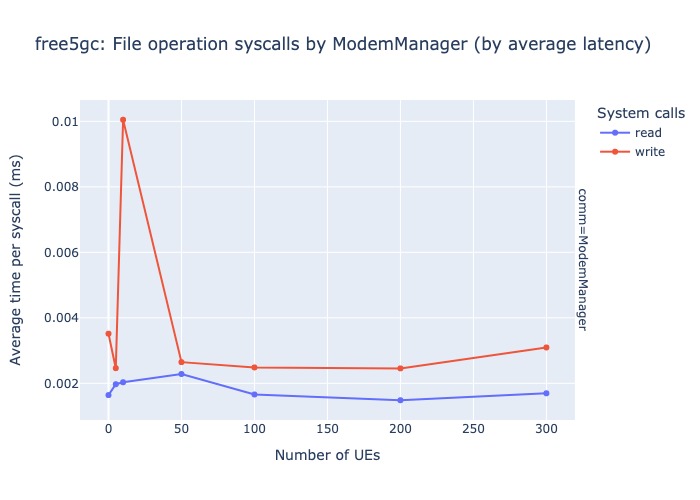 free5gc: File operation syscalls by ModemManager (by average latency)
System calls
read
write
Average time per syscall (ms)
0.01
0.008
0.006
0.004
0.002
comm=ModemManager
0 50 100 150 200 250 300
Number of UEs